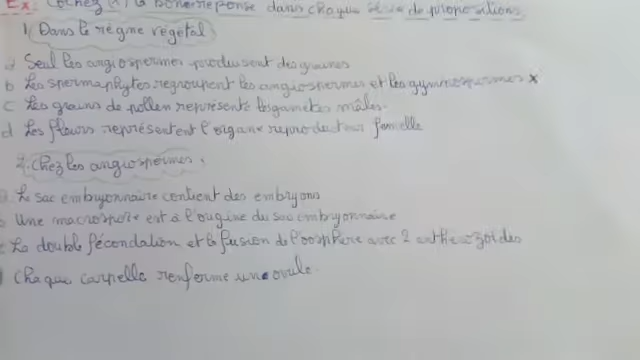 Ex: Cochez (x) la bonne réponse dans chaque série de propositions
1) Dans le règne végétal
a Seul les angiospermes produisent des graines
b Les spermaphytes regroupent les angiospermes et les gymnospermes x
c Les grains de pollen représente les gamètes mâles.
d Les fleurs représentent l'organe reproducteur femelle
2. Chez les angiospermes,
Le sac embryonnaire contient des embryons
Une macrospore est à l'origine du sac embryonnaire
La double fécondation et la fusion de l'oosphère avec 2 anthérozoïdes
Chaque carpelle renferme un ovule.